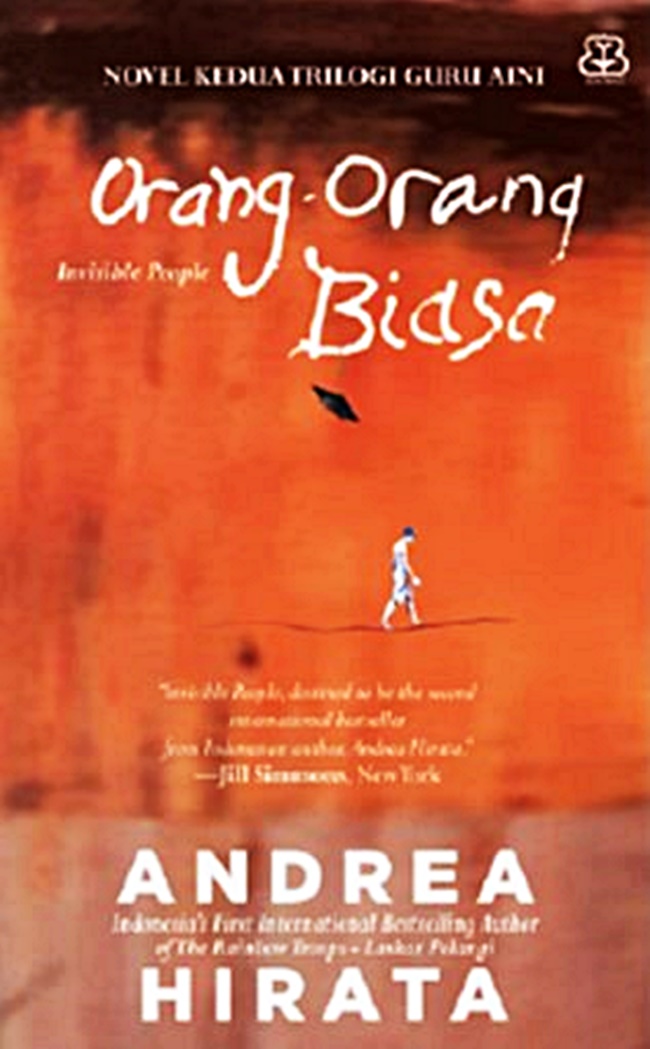 NOVEL KEDUA TRILOGI GURU AINI
Orang-Orang
Invisible People
Biasa
"Invisible People, destined to be the second
international bestseller
from Indonesian author, Andrea Hirata."
—Jill Simmons, New York
ANDREA
Indonesia's First International Bestselling Author
of The Rainbow Troops - Laskar Pelangi
HIRATA